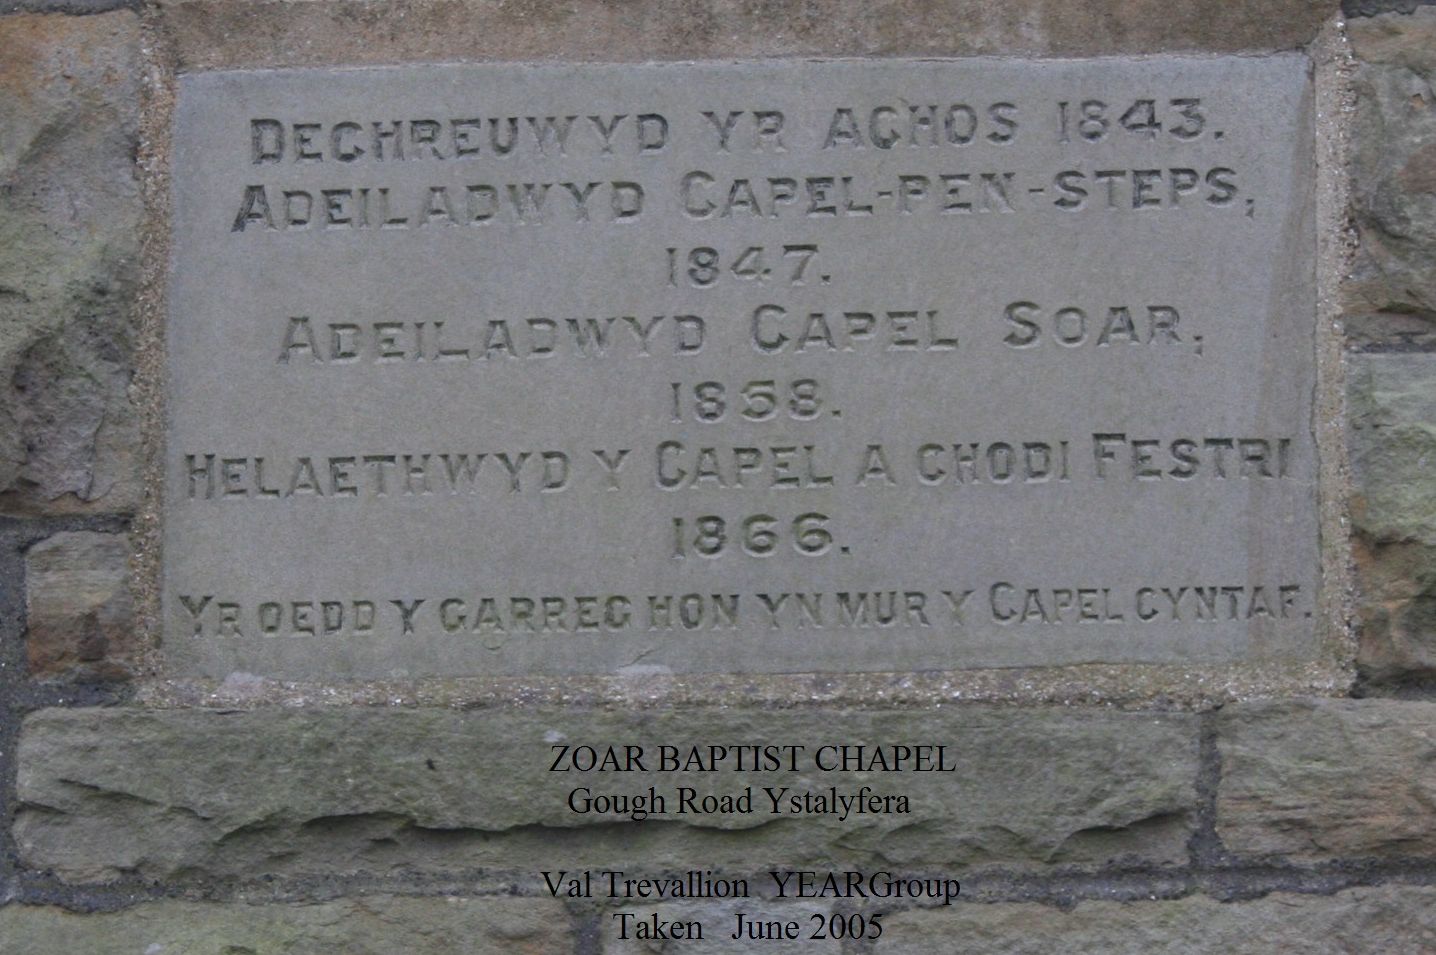 DECHREUWYD YR ACHOS 1843.
ADEILADWYD CAPEL-PEN-STEPS,
1847.
ADEILADWYD CAPEL SOAR,
1858.
HELAETHWYD Y CAPEL A CHODI FESTRI
1866.
YR OEDD Y GARREG HON YN MUR Y CAPEL CYNTAF.
ZOAR BAPTIST CHAPEL
Gough Road Ystalyfera
Val Trevallion YEARGroup
Taken June 2005